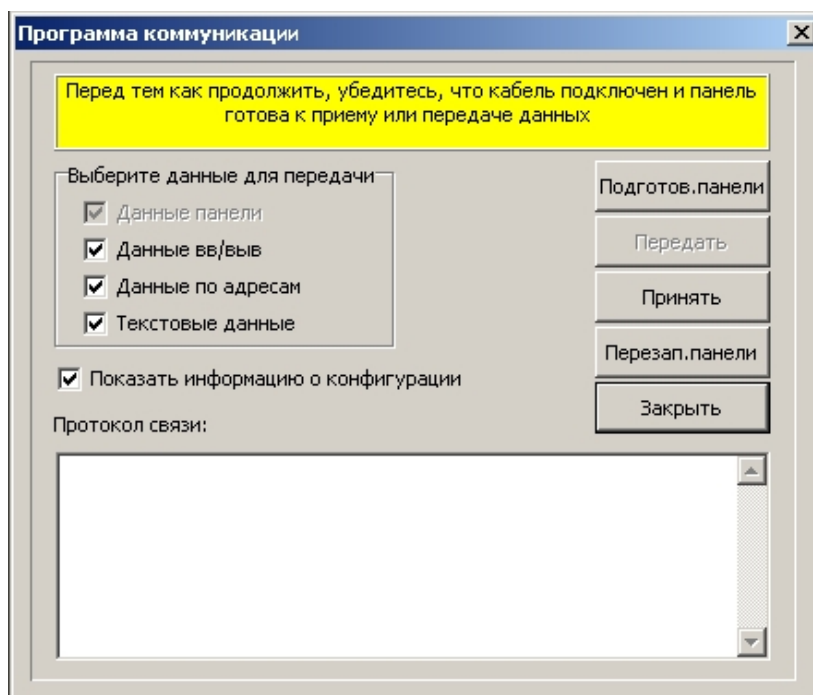 Программа коммуникации
Перед тем как продолжить, убедитесь, что кабель подключен и панель
готова к приему или передаче данных
Выберите данные для передачи
Данные панели
Данные вв/выв
Данные по адресам
Текстовые данные
Показать информацию о конфигурации
Подготов.панели
Передать
Принять
Перезап.панели
Закрыть
Протокол связи: